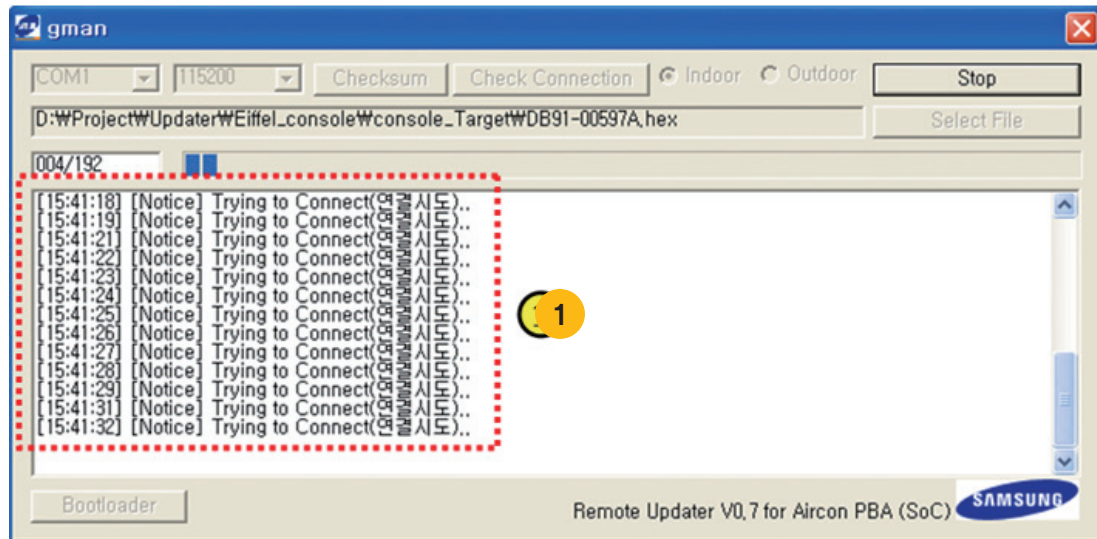 gman
COM1 115200 Checksum Check Connection Indoor Outdoor Stop
D:₩Project₩Updater₩Eiffel_console₩console_Target₩DB91-00597A,hex Select File
004/192
[15:41:18] [Notice] Trying to Connect(연결시도)..
[15:41:19] [Notice] Trying to Connect(연결시도)..
[15:41:21] [Notice] Trying to Connect(연결시도)..
[15:41:22] [Notice] Trying to Connect(연결시도)..
[15:41:23] [Notice] Trying to Connect(연결시도)..
[15:41:24] [Notice] Trying to Connect(연결시도)..
[15:41:25] [Notice] Trying to Connect(연결시도)..
[15:41:26] [Notice] Trying to Connect(연결시도)..
[15:41:27] [Notice] Trying to Connect(연결시도)..
[15:41:28] [Notice] Trying to Connect(연결시도)..
[15:41:29] [Notice] Trying to Connect(연결시도)..
[15:41:31] [Notice] Trying to Connect(연결시도)..
[15:41:32] [Notice] Trying to Connect(연결시도)..
1
Bootloader Remote Updater V0,7 for Aircon PBA (SoC) SAMSUNG